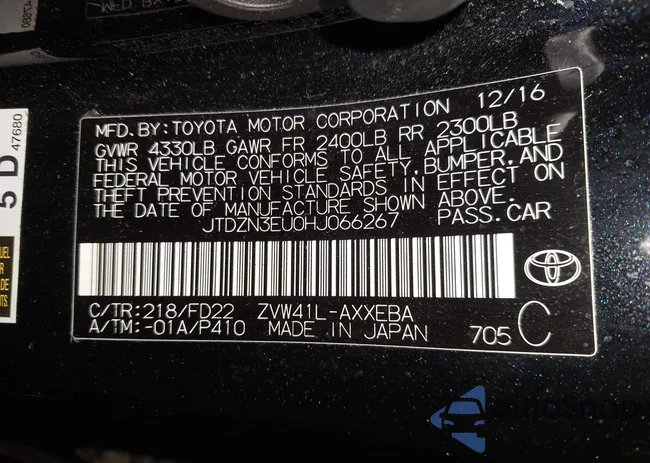 MFD. BY: TOYOTA MOTOR CORPORATION 12/16
GVWR 4330LB GAWR FR 2400LB RR 2300LB
THIS VEHICLE CONFORMS TO ALL APPLICABLE
FEDERAL MOTOR VEHICLE SAFETY, BUMPER, AND
THEFT PREVENTION STANDARDS IN EFFECT ON
THE DATE OF MANUFACTURE SHOWN ABOVE.
JTDZN3EU0HJ066267 PASS.CAR
C/TR:218/FD22 ZVW41L-AXXEBA
A/TM:-01A/P410 MADE IN JAPAN 705 C
5 D 47680